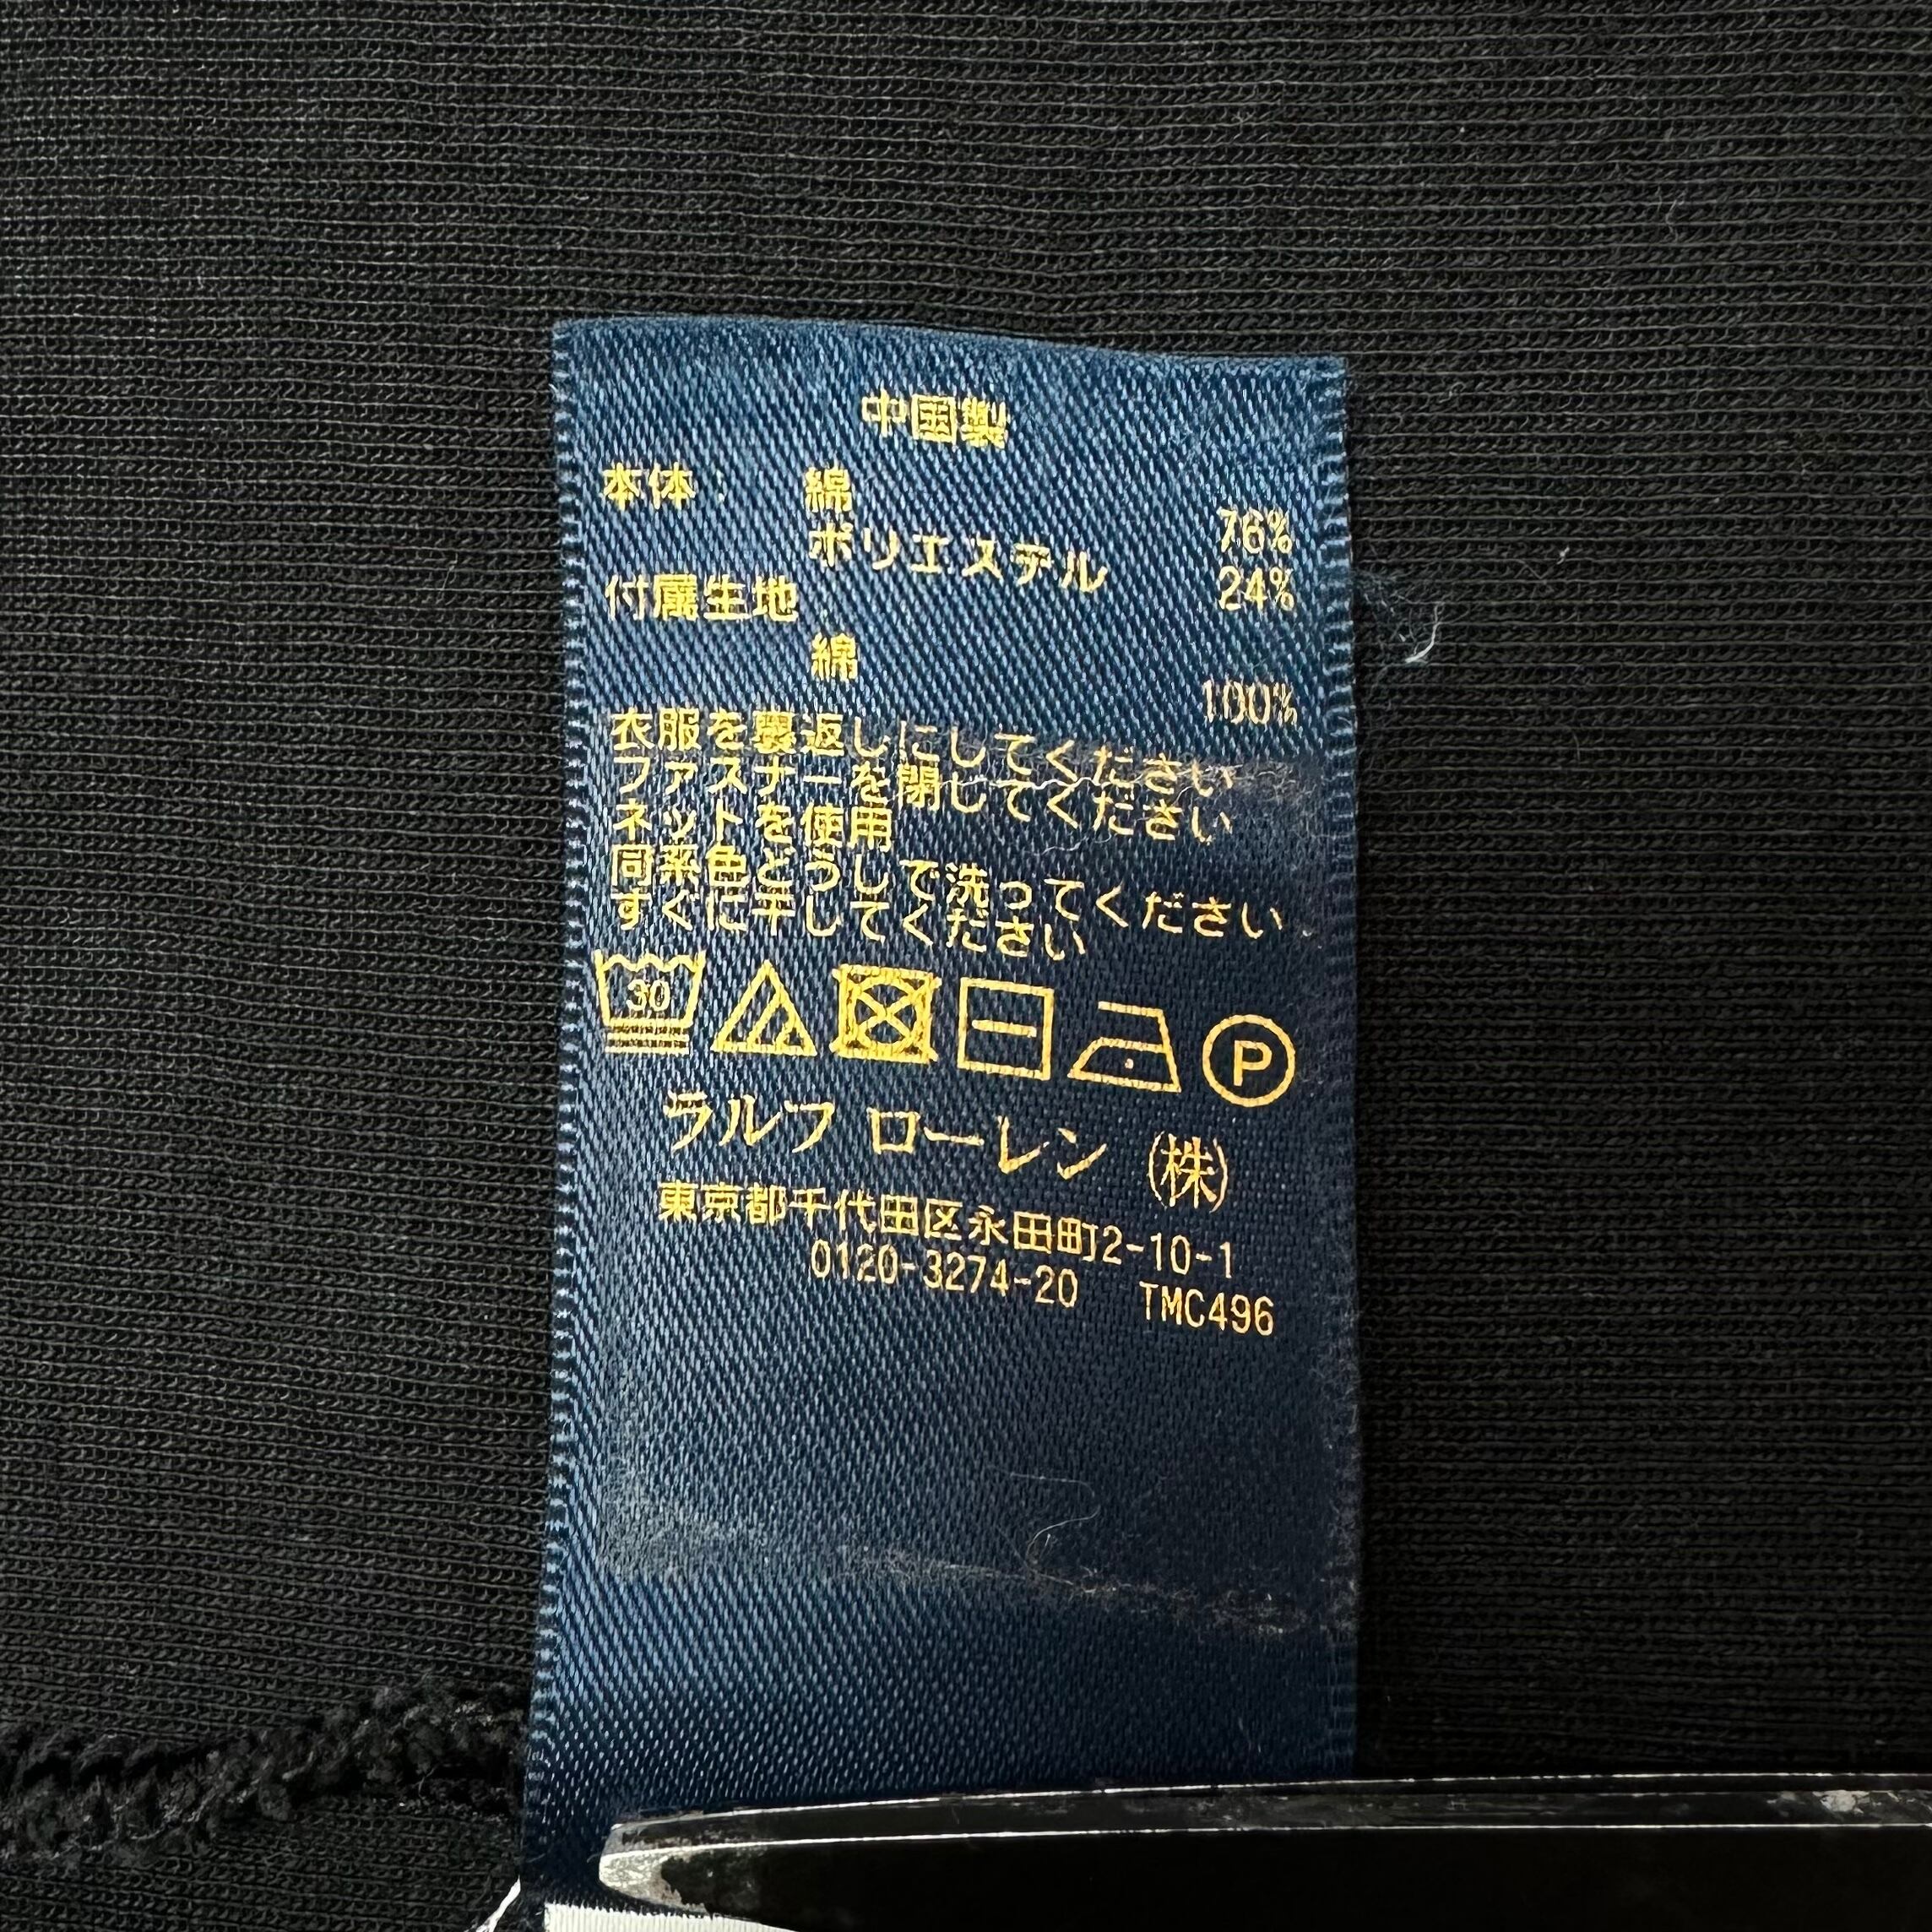 中国製
本体: 綿 76%
ポリエステル 24%
付属生地
綿 100%
衣服を裏返しにしてください
ファスナーを閉じてください
ネットを使用
同系色どうしで洗ってください
すぐに干してください
30 P
ラルフ ローレン (株)
東京都千代田区永田町2-10-1
0120-3274-20 TMC496